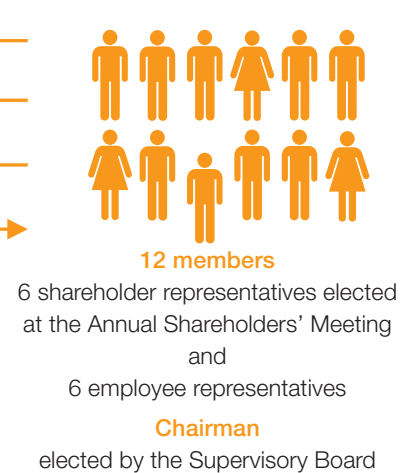 12 members
6 shareholder representatives elected
at the Annual Shareholders’ Meeting
and
6 employee representatives
Chairman
elected by the Supervisory Board